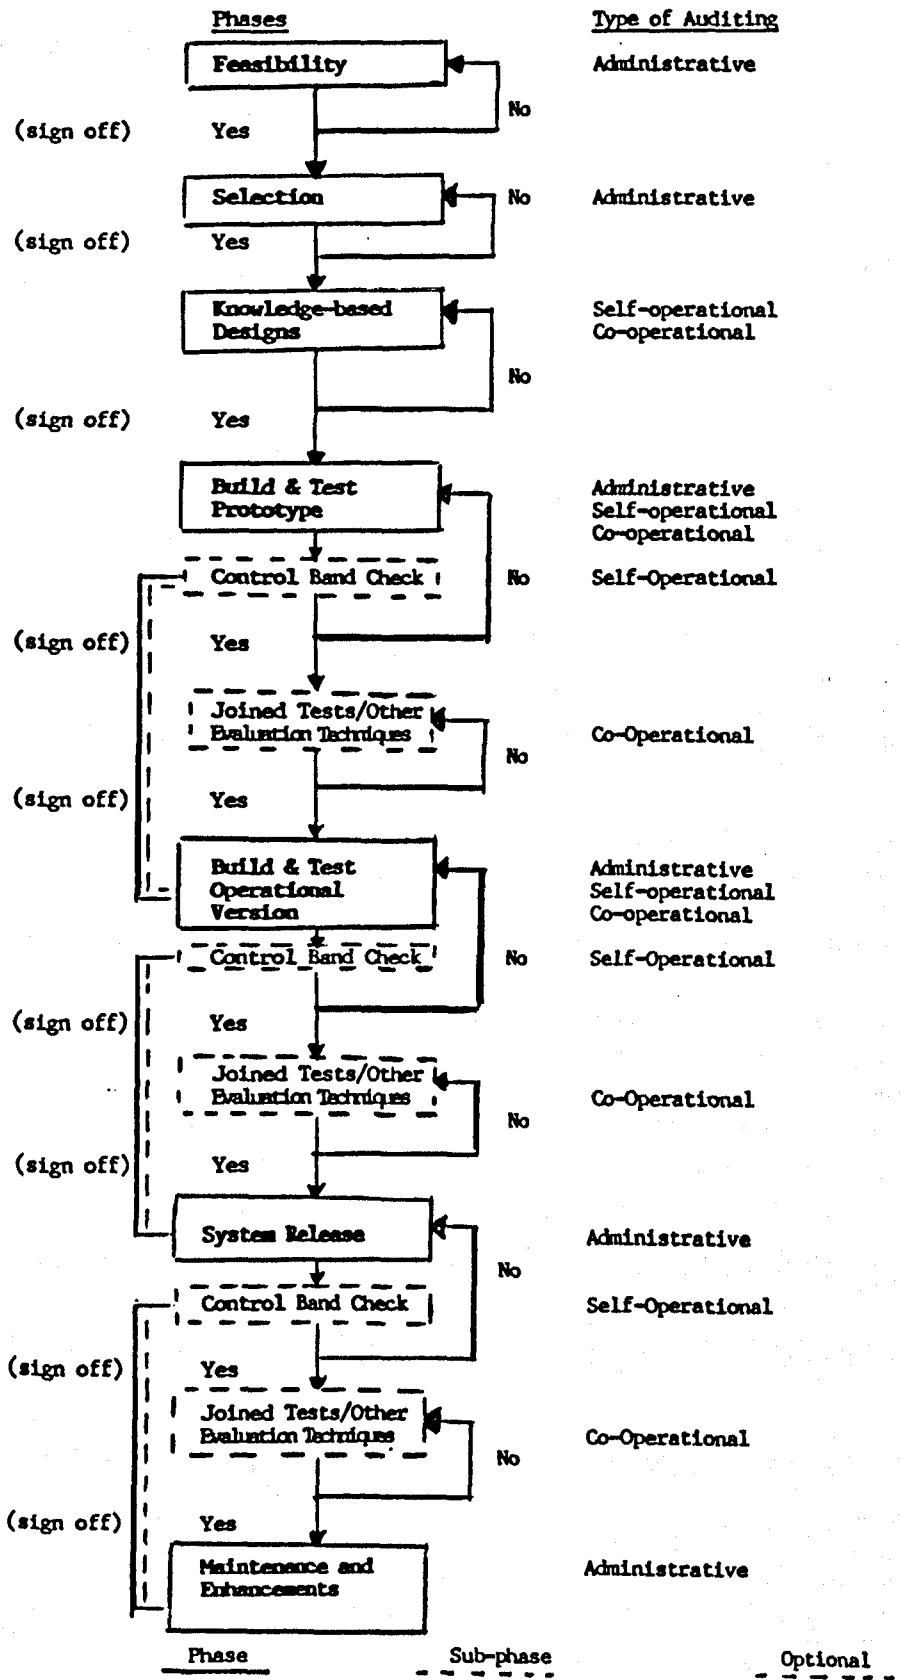 Phases Type of Auditing
Feasibility Administrative
No
(sign off) Yes
Selection No Administrative
(sign off) Yes
Knowledge-based Self-operational
Designs Co-operational
No
(sign off) Yes
Build & Test Administrative
Prototype Self-operational
Co-operational
Control Band Check No Self-Operational
(sign off) Yes
Joined Tests/Other
Evaluation Techniques Co-Operational
No
(sign off) Yes
Build & Test Administrative
Operational Self-operational
Version Co-operational
Control Band Check No Self-Operational
(sign off) Yes
Joined Tests/Other
Evaluation Techniques Co-Operational
No
(sign off) Yes
System Release Administrative
No
Control Band Check Self-Operational
(sign off) Yes
Joined Tests/Other
Evaluation Techniques Co-Operational
No
(sign off) Yes
Maintenance and Administrative
Enhancements
Phase Sub-phase Optional